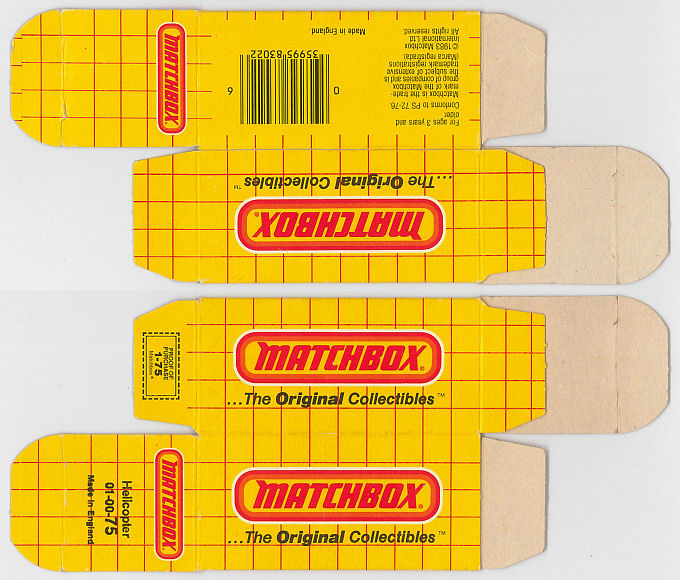 MATCHBOX®
Made in England.
0
35995 83022
6
For ages 3 years and
older
Conforms to PS 72-76
Matchbox is the trade-
mark of the Matchbox
group of companies and is
the subject of extensive
trademark registrations
(Marca registrada)
©1983 Matchbox
International Ltd
All rights reserved.
MATCHBOX®
...The Original Collectibles™
PROOF OF
PURCHASE
1-75
Matchbox®
MATCHBOX®
...The Original Collectibles™
MATCHBOX®
Helicopter
01-00-75
Made in England
MATCHBOX®
...The Original Collectibles™